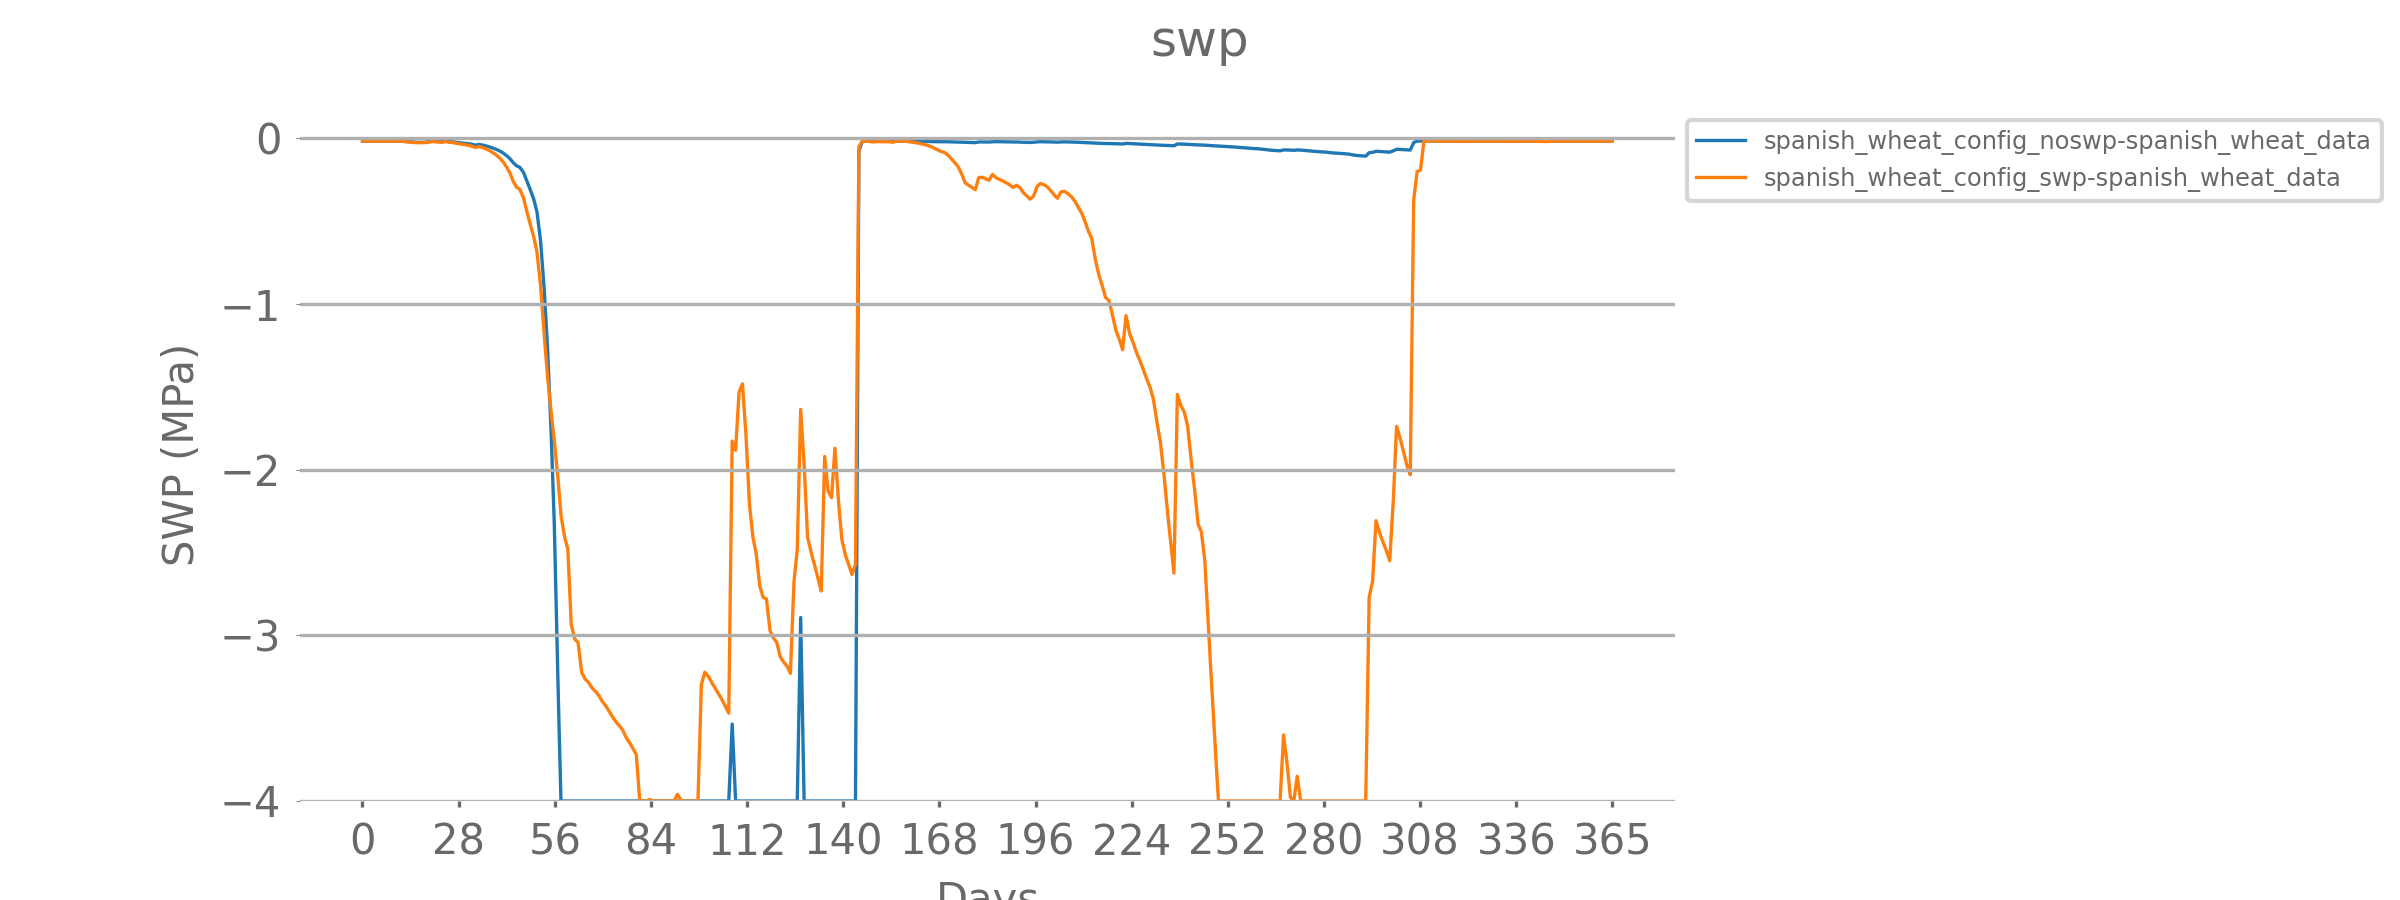 swp
0
−1
−2
−3
−4
SWP (MPa)
0 28 56 84 112 140 168 196 224 252 280 308 336 365
Days
spanish_wheat_config_noswp-spanish_wheat_data
spanish_wheat_config_swp-spanish_wheat_data